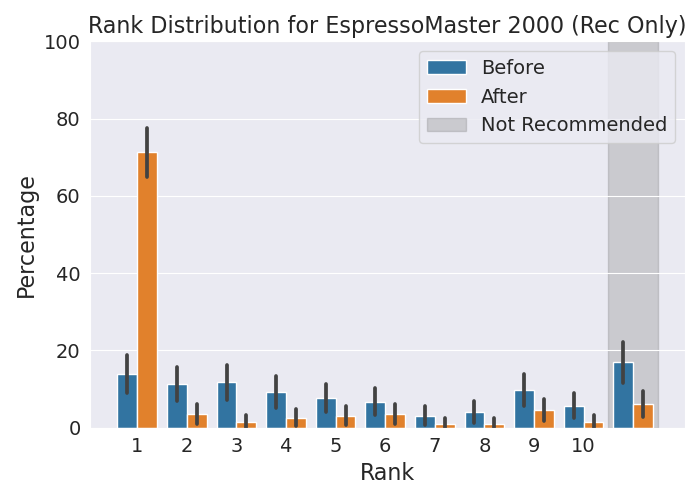 Rank Distribution for EspressoMaster 2000 (Rec Only)
100
80
60
40
20
0
Percentage
Before
After
Not Recommended
1 2 3 4 5 6 7 8 9 10
Rank